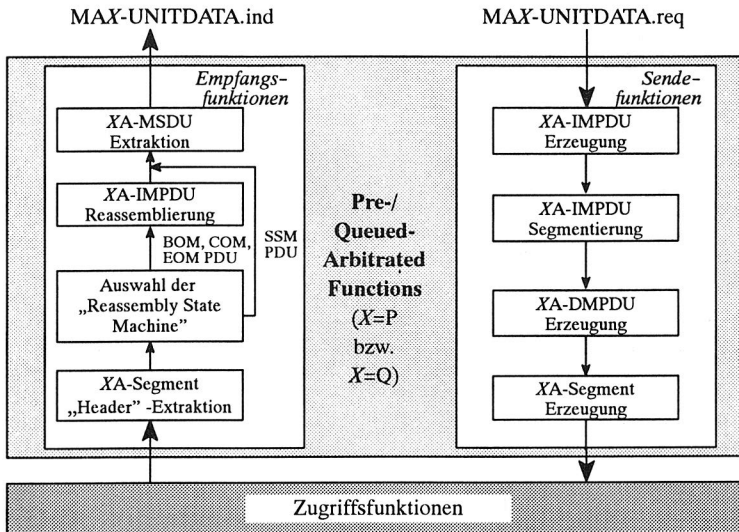 MAX-UNITDATA.ind
MAX-UNITDATA.req
Empfangs-
funktionen
XA-MSDU
Extraktion
XA-IMPDU
Reassemblierung
BOM, COM,
EOM PDU
SSM
PDU
Auswahl der
„Reassembly State
Machine”
XA-Segment
„Header” -Extraktion
Pre-/
Queued-
Arbitrated
Functions
(X=P
bzw.
X=Q)
Sende-
funktionen
XA-IMPDU
Erzeugung
XA-IMPDU
Segmentierung
XA-DMPDU
Erzeugung
XA-Segment
Erzeugung
Zugriffsfunktionen